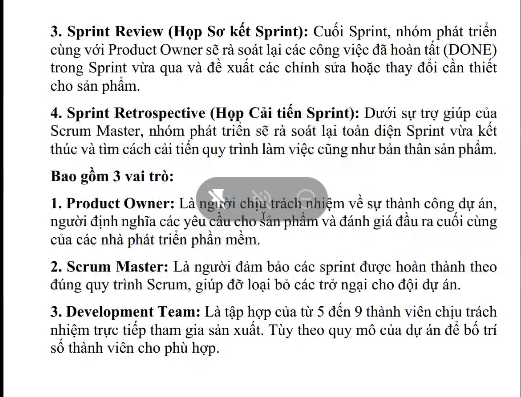 3. Sprint Review (Họp Sơ kết Sprint): Cuối Sprint, nhóm phát triển
cùng với Product Owner sẽ rà soát lại các công việc đã hoàn tất (DONE)
trong Sprint vừa qua và đề xuất các chỉnh sửa hoặc thay đổi cần thiết
cho sản phẩm.
4. Sprint Retrospective (Họp Cải tiến Sprint): Dưới sự trợ giúp của
Scrum Master, nhóm phát triển sẽ rà soát lại toàn diện Sprint vừa kết
thúc và tìm cách cải tiến quy trình làm việc cũng như bản thân sản phẩm.
Bao gồm 3 vai trò:
1. Product Owner: Là người chịu trách nhiệm về sự thành công dự án,
người định nghĩa các yêu cầu cho sản phẩm và đánh giá đầu ra cuối cùng
của các nhà phát triển phần mềm.
2. Scrum Master: Là người đảm bảo các sprint được hoàn thành theo
đúng quy trình Scrum, giúp đỡ loại bỏ các trở ngại cho đội dự án.
3. Development Team: Là tập hợp của từ 5 đến 9 thành viên chịu trách
nhiệm trực tiếp tham gia sản xuất. Tùy theo quy mô của dự án để bố trí
số thành viên cho phù hợp.